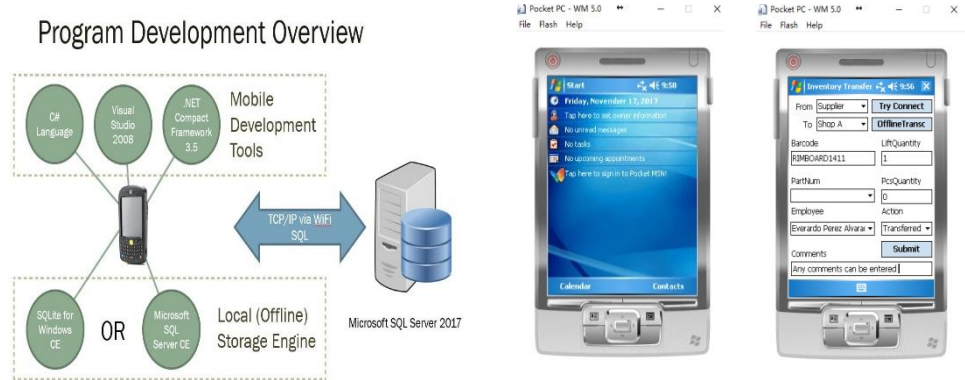 Program Development Overview
C#
Language
Visual
Studio
2008
.NET
Compact
Framework
3.5
Mobile
Development
Tools
TCP/IP via WiFi
SQL
Microsoft SQL Server 2017
SQLite for
Windows
CE
OR
Microsoft
SQL
Server CE
Local (Offline)
Storage Engine
Pocket PC - WM 5.0
File Flash Help
Start 9:50
Friday, November 17, 2017
Tap here to set owner information
No unread messages
No tasks
No upcoming appointments
Tap here to sign in to Pocket MSN!
Calendar Contacts
Pocket PC - WM 5.0
File Flash Help
Inventory Transfer 9:56
From Supplier Try Connect
To Shop A OfflineTransc
Barcode LiftQuantity
RIMBOARD1411 1
PartNum PcsQuantity
0
Employee Action
Everardo Perez Alvara Transferred
Comments Submit
Any comments can be entered